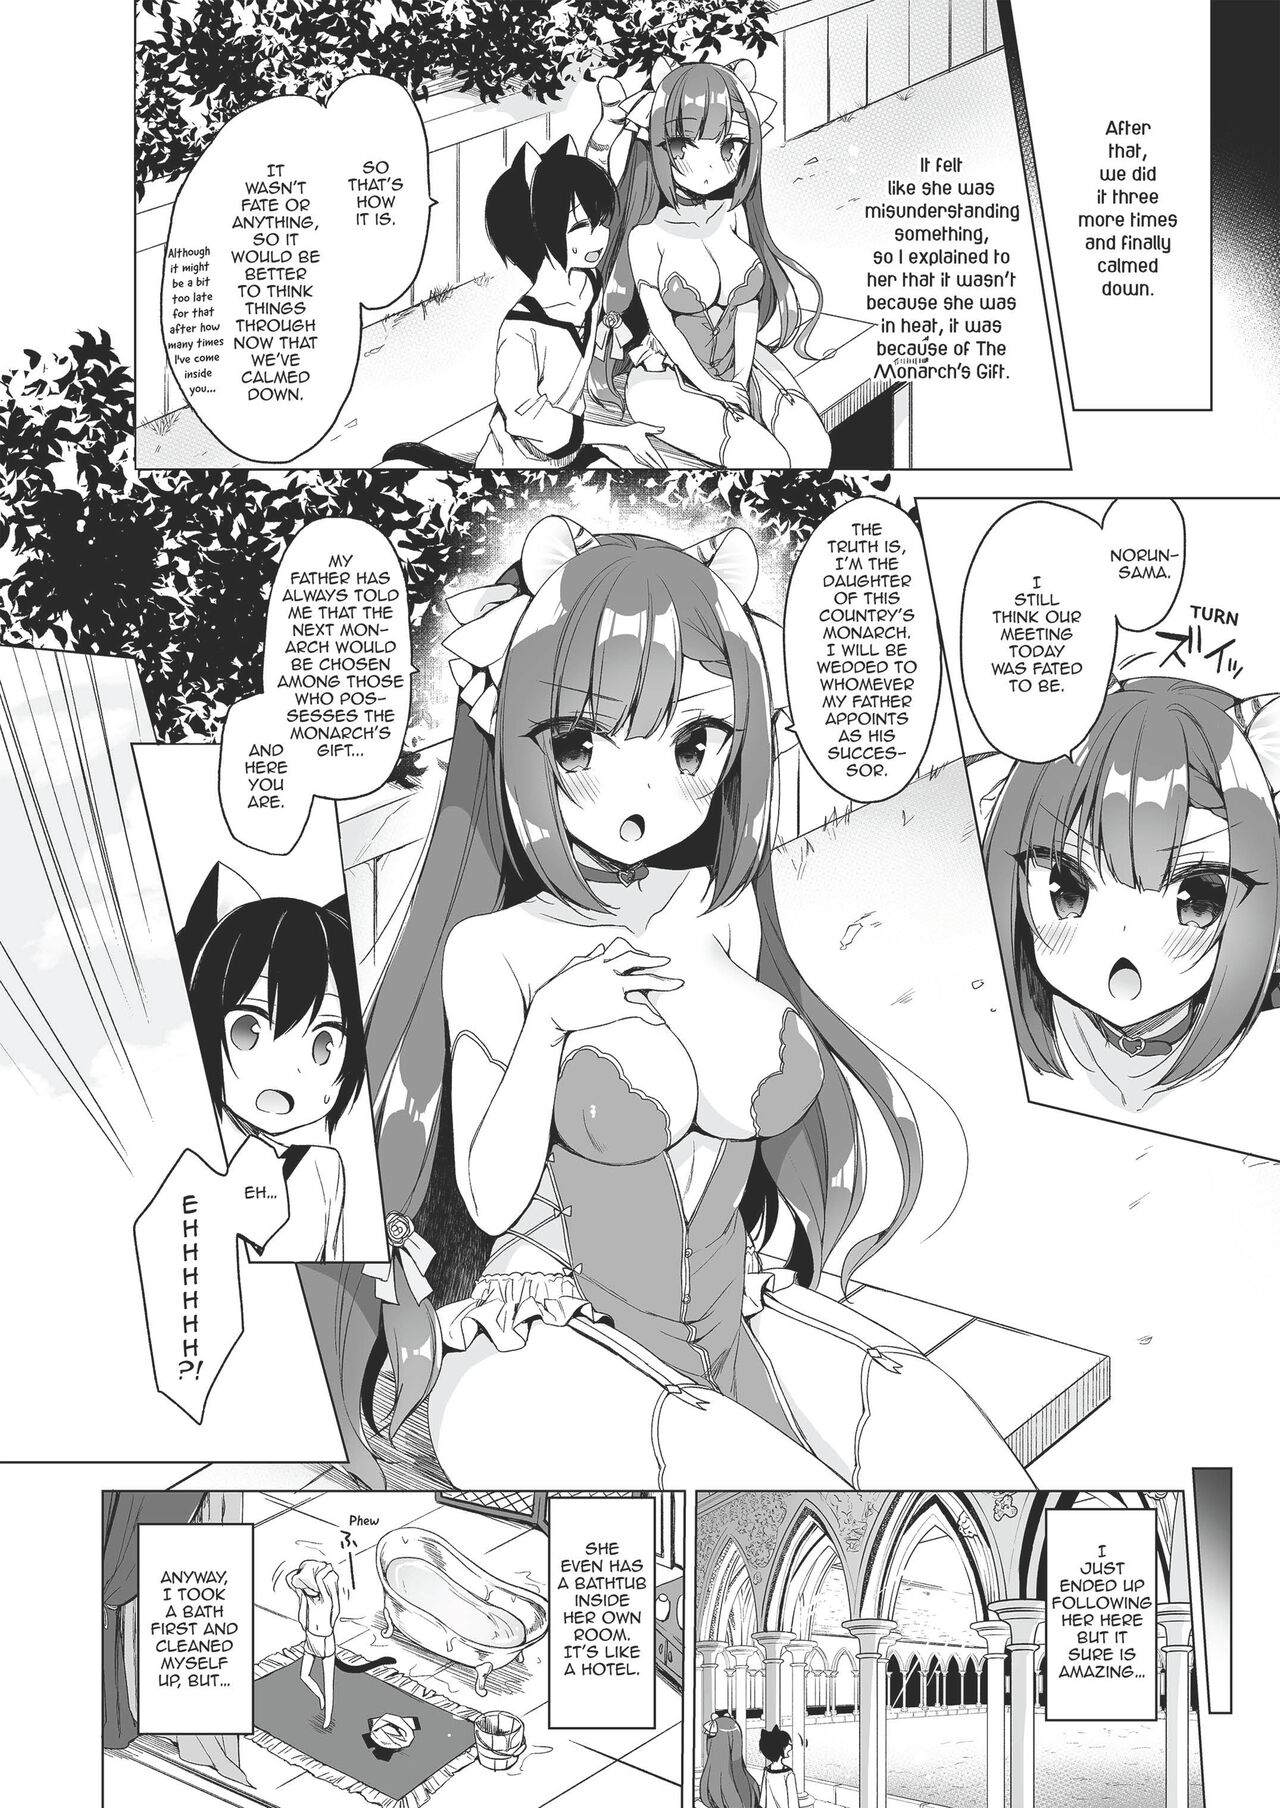 After
that,
we did
it three
more times
and finally
calmed
down.
It felt
like she was
misunderstanding
something,
so I explained to
her that it wasn't
because she was
in heat, it was
because of The
Monarch's Gift.
SO
THAT'S
HOW
IT IS.
IT
WASN'T
FATE OR
ANYTHING,
SO IT
WOULD BE
BETTER
TO THINK
THINGS
THROUGH
NOW THAT
WE'VE
CALMED
DOWN.
Although
it might
be a bit
too late
for that
after how
many times
I've come
inside
you...
NORUN-
SAMA.
I
STILL
THINK OUR
MEETING
TODAY
WAS FATED
TO BE.
TURN
ズイッ
THE
TRUTH IS,
I'M THE
DAUGHTER
OF THIS
COUNTRY'S
MONARCH.
I WILL BE
WEDDED TO
WHOMEVER
MY FATHER
APPOINTS
AS HIS
SUCCES-
SOR.
MY
FATHER HAS
ALWAYS TOLD
ME THAT THE
NEXT MON-
ARCH WOULD
BE CHOSEN
AMONG THOSE
WHO POS-
SESSES THE
MONARCH'S
GIFT...
AND
HERE
YOU
ARE.
EH...
EHHHHHH?!
I
JUST
ENDED UP
FOLLOWING
HER HERE
BUT IT
SURE IS
AMAZING...
SHE
EVEN HAS
A BATHTUB
INSIDE
HER OWN
ROOM.
IT'S LIKE
A HOTEL.
Phew
ふぅ
ANYWAY,
I TOOK
A BATH
FIRST AND
CLEANED
MYSELF
UP, BUT...